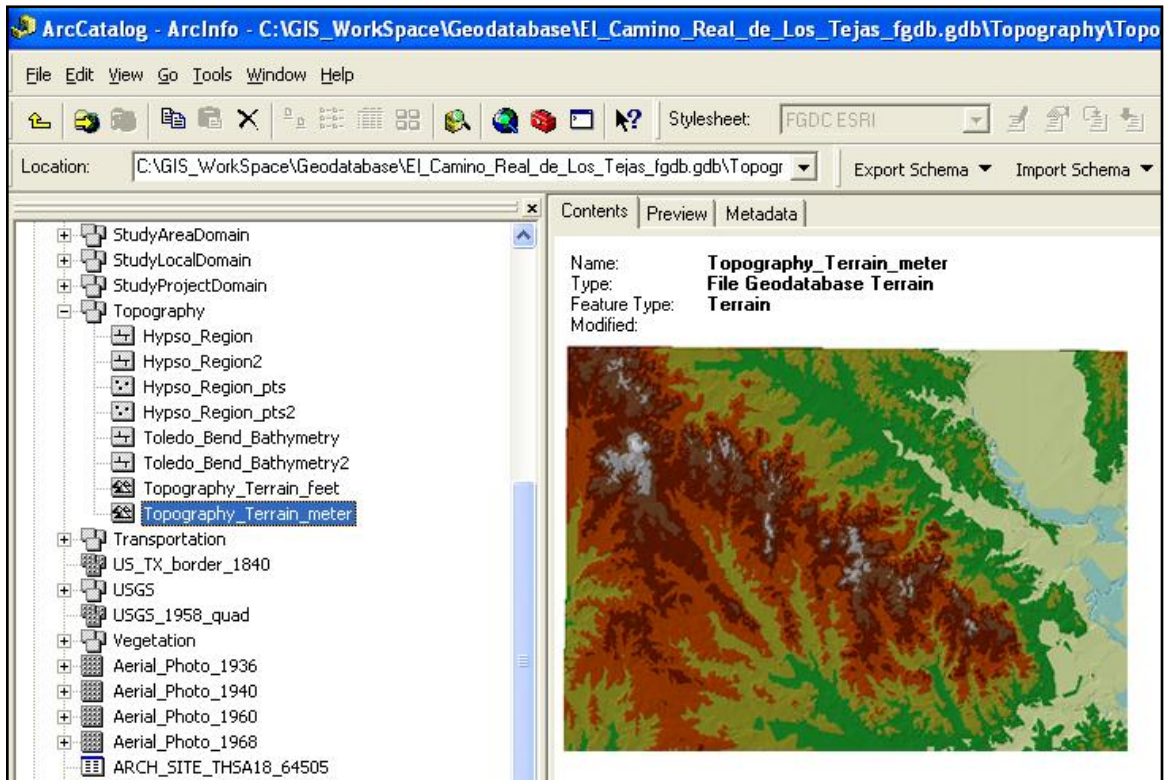 ArcCatalog - ArcInfo - C:\GIS_WorkSpace\Geodatabase\El_Camino_Real_de_Los_Tejas_fgdb.gdb\Topography\Topo
File Edit View Go Tools Window Help
Stylesheet: FGDC ESRI
Location: C:\GIS_WorkSpace\Geodatabase\El_Camino_Real_de_Los_Tejas_fgdb.gdb\Topogr Export Schema Import Schema
StudyAreaDomain
StudyLocalDomain
StudyProjectDomain
Topography
Hypso_Region
Hypso_Region2
Hypso_Region_pts
Hypso_Region_pts2
Toledo_Bend_Bathymetry
Toledo_Bend_Bathymetry2
Topography_Terrain_feet
Topography_Terrain_meter
Transportation
US_TX_border_1840
USGS
USGS_1958_quad
Vegetation
Aerial_Photo_1936
Aerial_Photo_1940
Aerial_Photo_1960
Aerial_Photo_1968
ARCH_SITE_THSA18_64505
Contents Preview Metadata
Name: Topography_Terrain_meter
Type: File Geodatabase Terrain
Feature Type: Terrain
Modified: